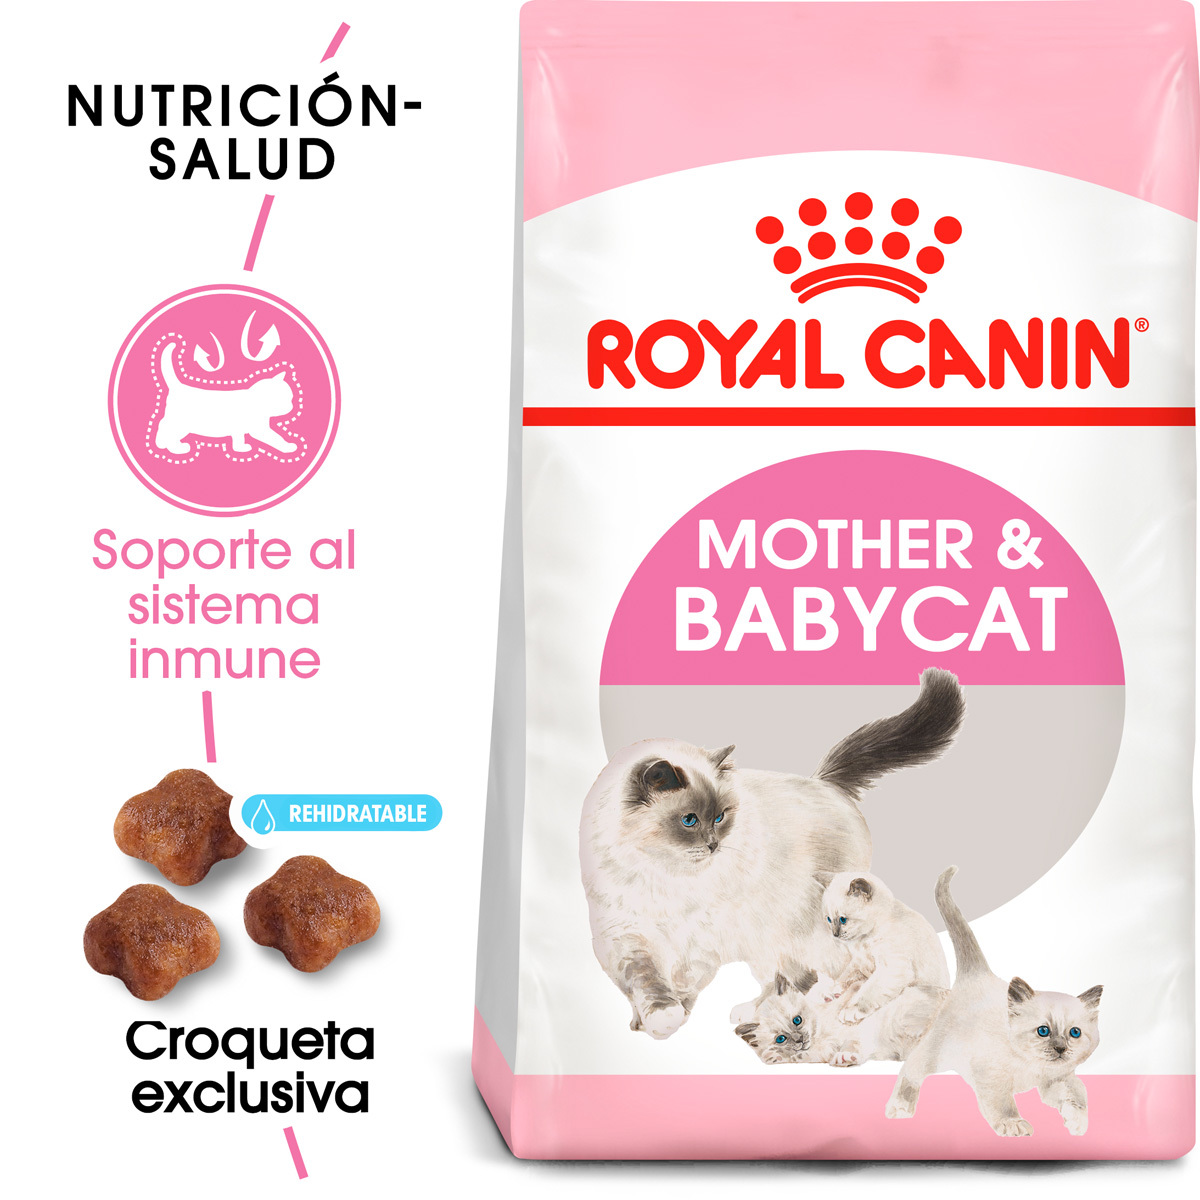 NUTRICIÓN-
SALUD
Soporte al
sistema
inmune
REHIDRATABLE
Croqueta
exclusiva
ROYAL CANIN®
MOTHER &
BABYCAT